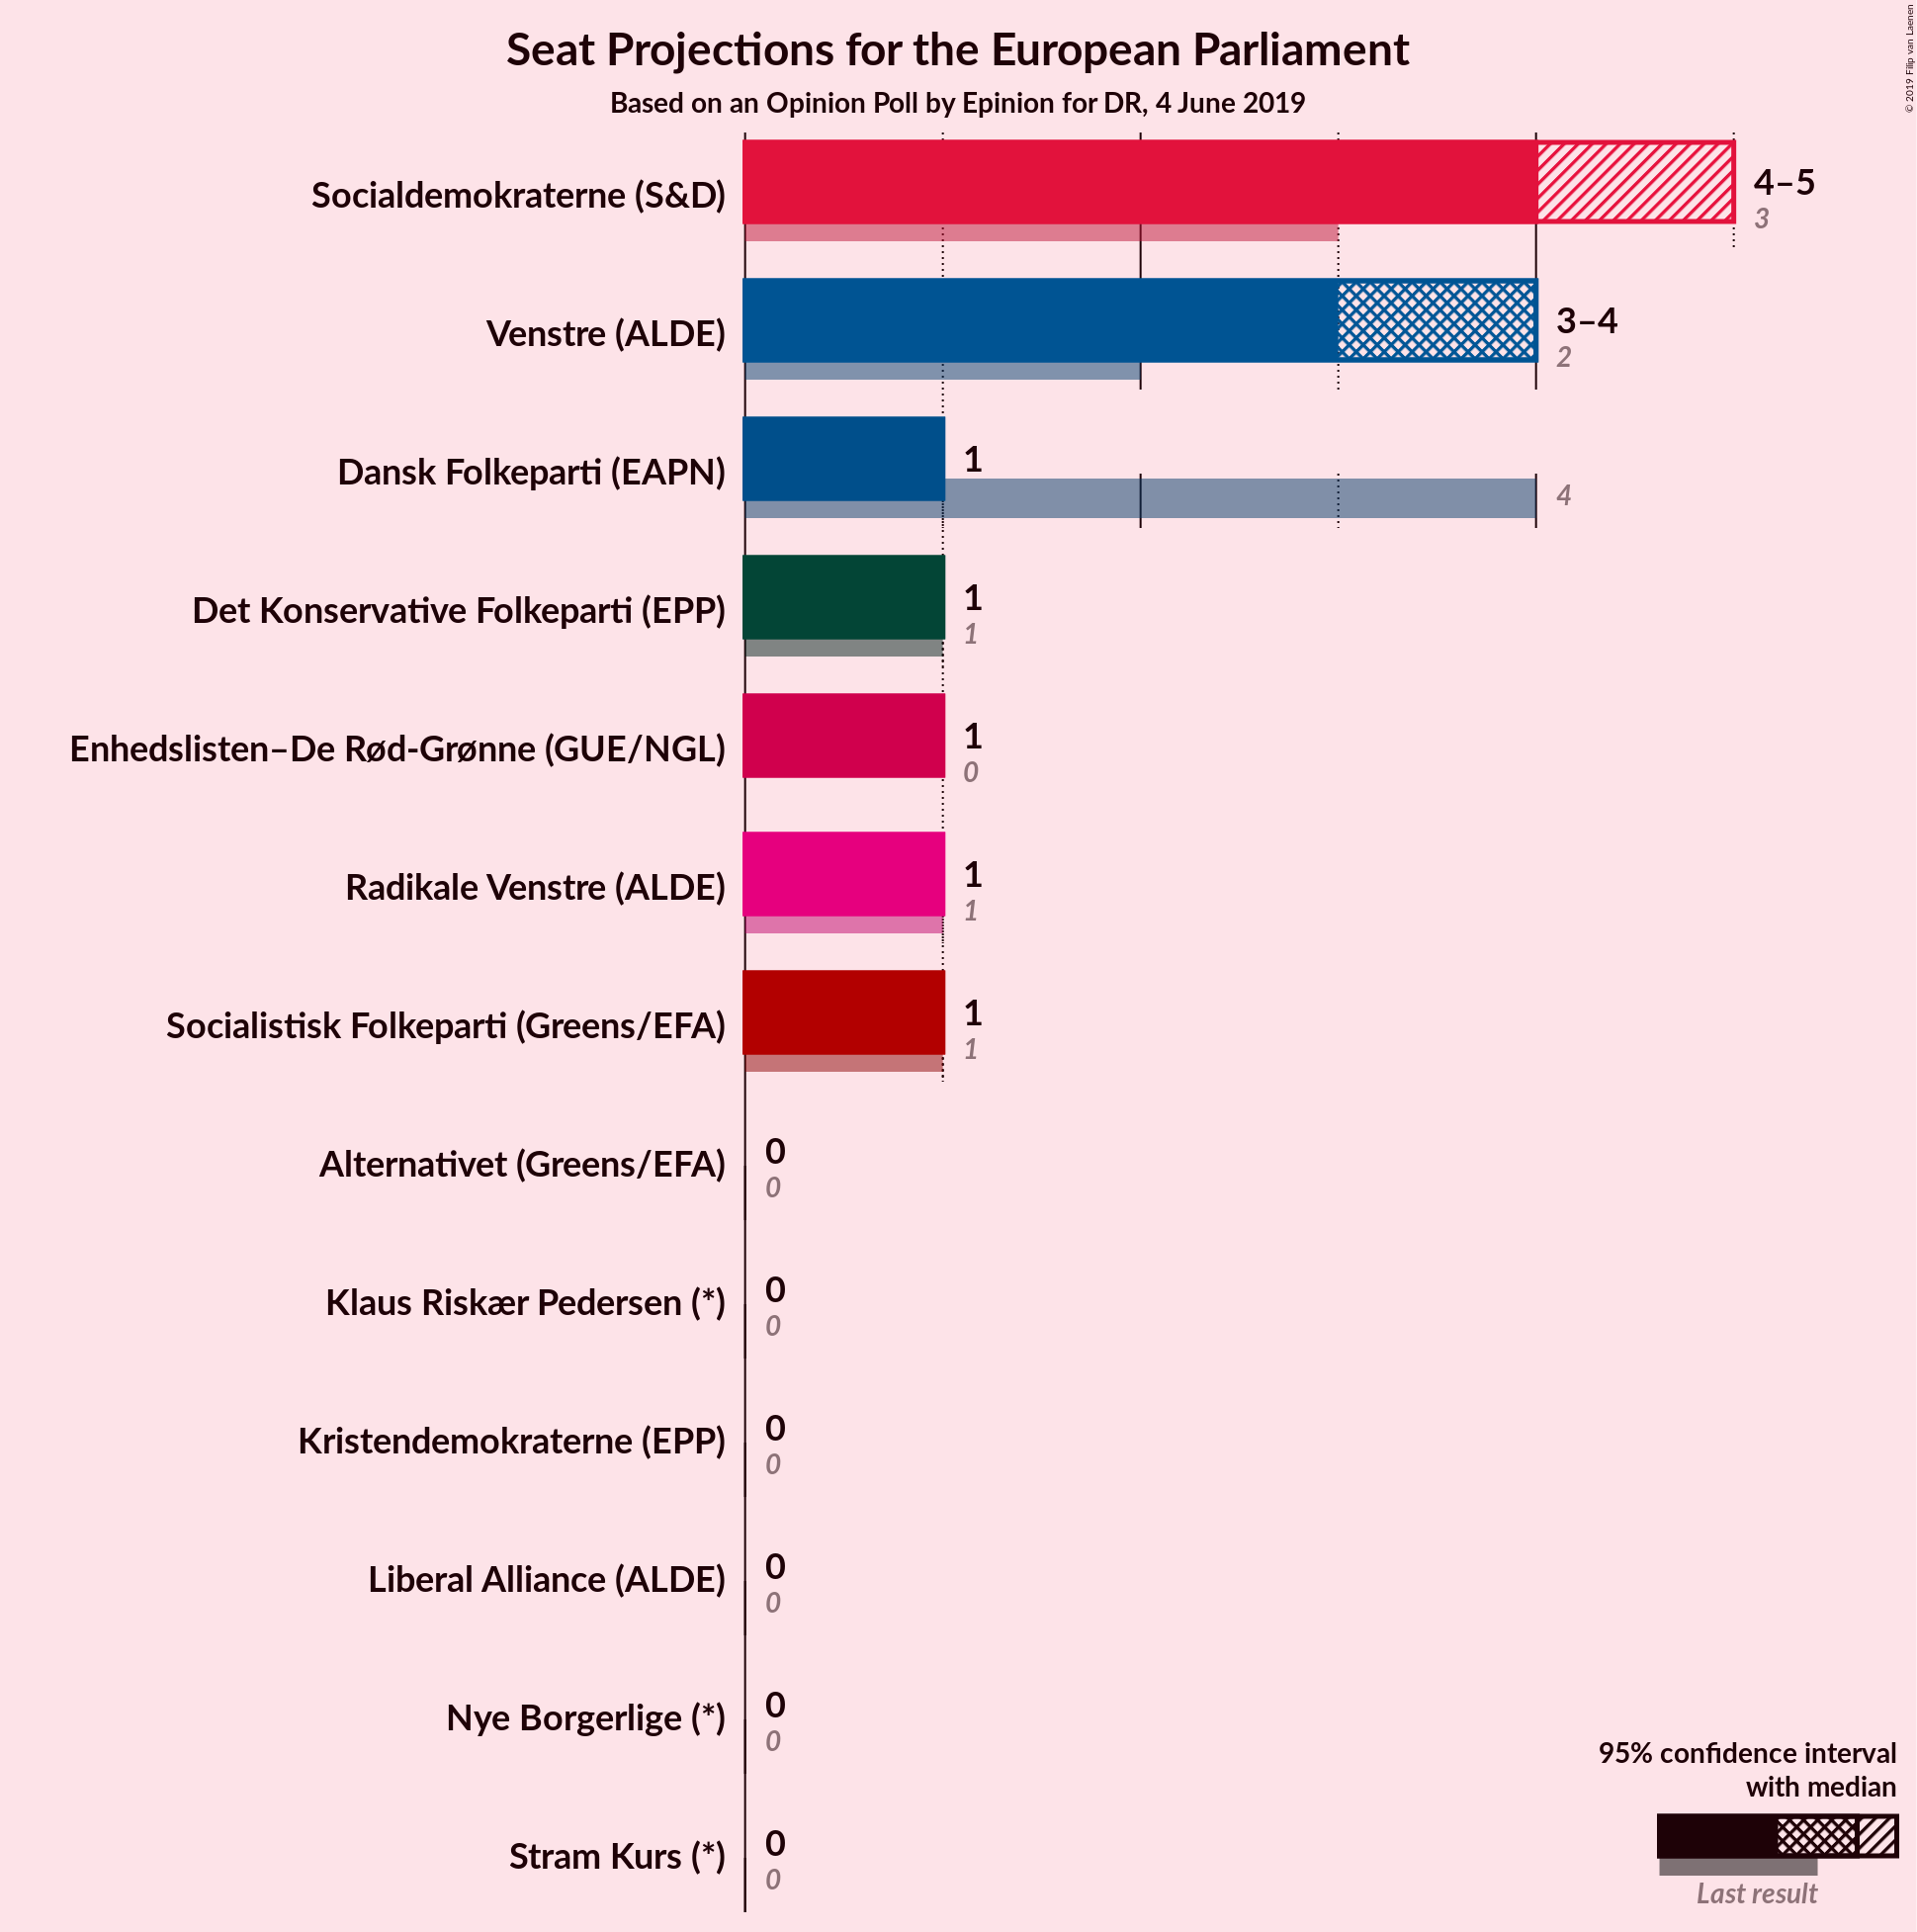 Seat Projections for the European Parliament
Based on an Opinion Poll by Epinion for DR, 4 June 2019
© 2019 Filip van Laenen
Socialdemokraterne (S&D)
4–5
3
Venstre (ALDE)
3–4
2
Dansk Folkeparti (EAPN)
1
4
Det Konservative Folkeparti (EPP)
1
1
Enhedslisten–De Rød-Grønne (GUE/NGL)
1
0
Radikale Venstre (ALDE)
1
1
Socialistisk Folkeparti (Greens/EFA)
1
1
Alternativet (Greens/EFA)
0
0
Klaus Riskær Pedersen (*)
0
0
Kristendemokraterne (EPP)
0
0
Liberal Alliance (ALDE)
0
0
Nye Borgerlige (*)
0
0
Stram Kurs (*)
0
0
95% confidence interval
with median
Last result